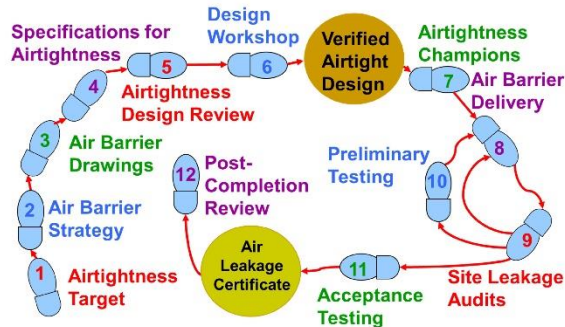 1
Airtightness
Target
2
Air Barrier
Strategy
3
Air Barrier
Drawings
4
Specifications for
Airtightness
5
Airtightness
Design Review
6
Design
Workshop
Verified
Airtight
Design
7
Airtightness
Champions
8
Air Barrier
Delivery
9
Site Leakage
Audits
10
Preliminary
Testing
11
Acceptance
Testing
Air
Leakage
Certificate
12
Post-
Completion
Review